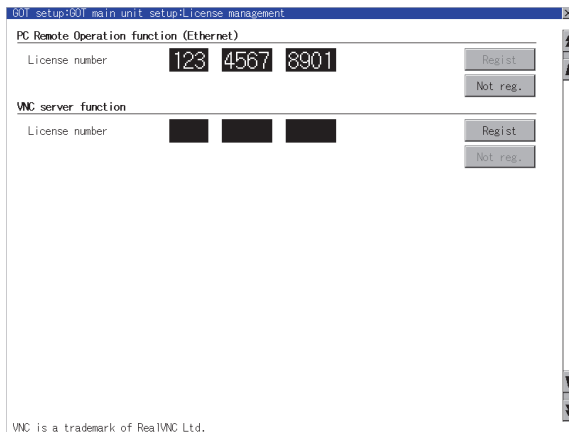 GOT setup:GOT main unit setup:License management
PC Remote Operation function (Ethernet)
License number 123 4567 8901 Regist
Not reg.
VNC server function
License number Regist
Not reg.
VNC is a trademark of RealVNC Ltd.